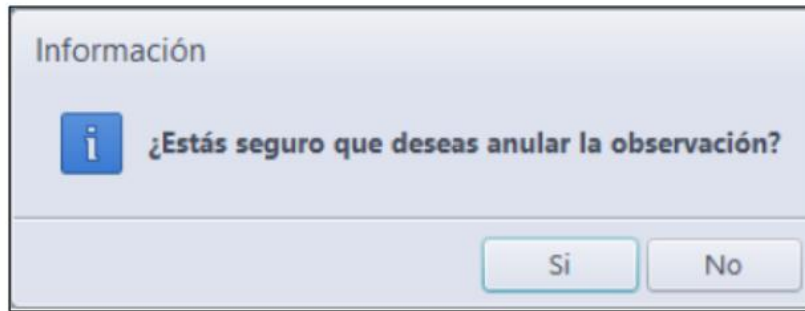 Información
¿Estás seguro que deseas anular la observación?
Si
No